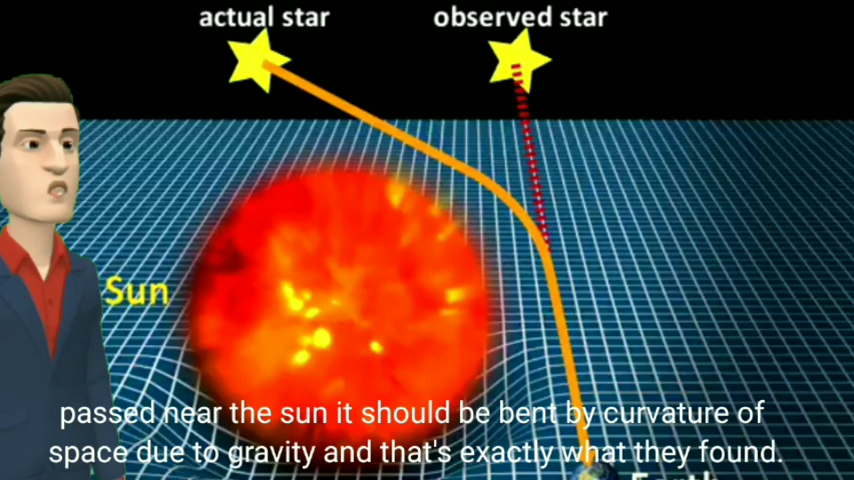 actual star observed star
Sun
passed near the sun it should be bent by curvature of
space due to gravity and that's exactly what they found.
Earth